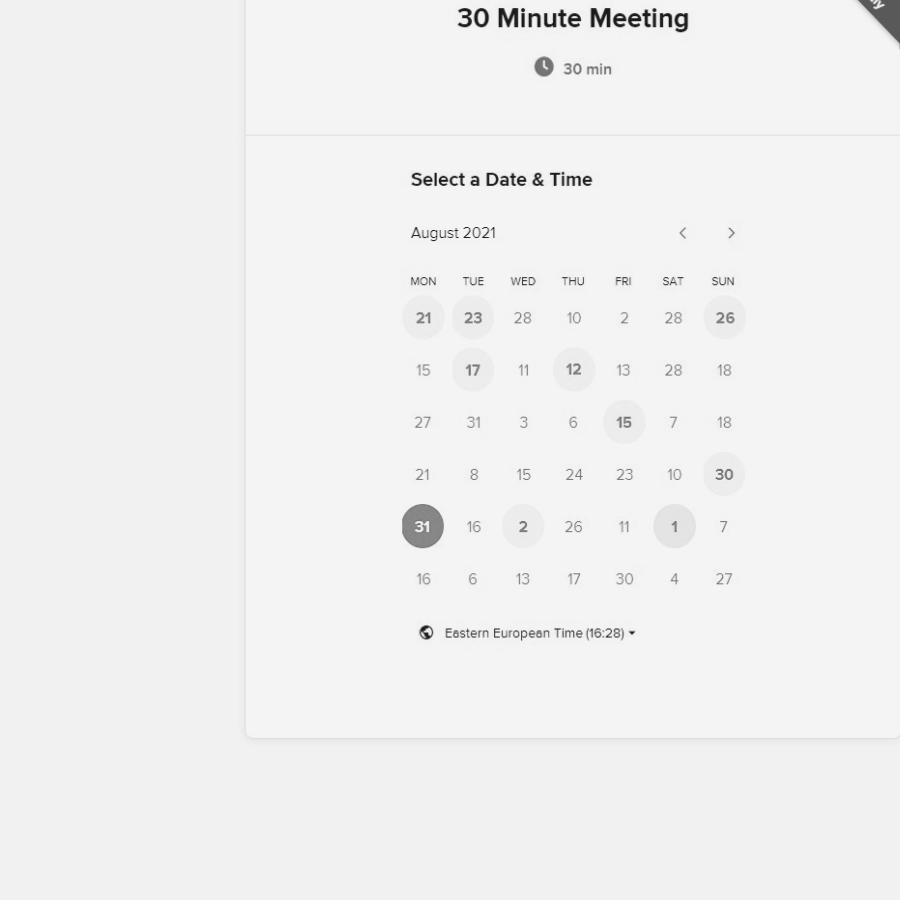 30 Minute Meeting
30 min
Select a Date & Time
August 2021
MON TUE WED THU FRI SAT SUN
21 23 28 10 2 28 26
15 17 11 12 13 28 18
27 31 3 6 15 7 18
21 8 15 24 23 10 30
31 16 2 26 11 1 7
16 6 13 17 30 4 27
Eastern European Time (16:28)